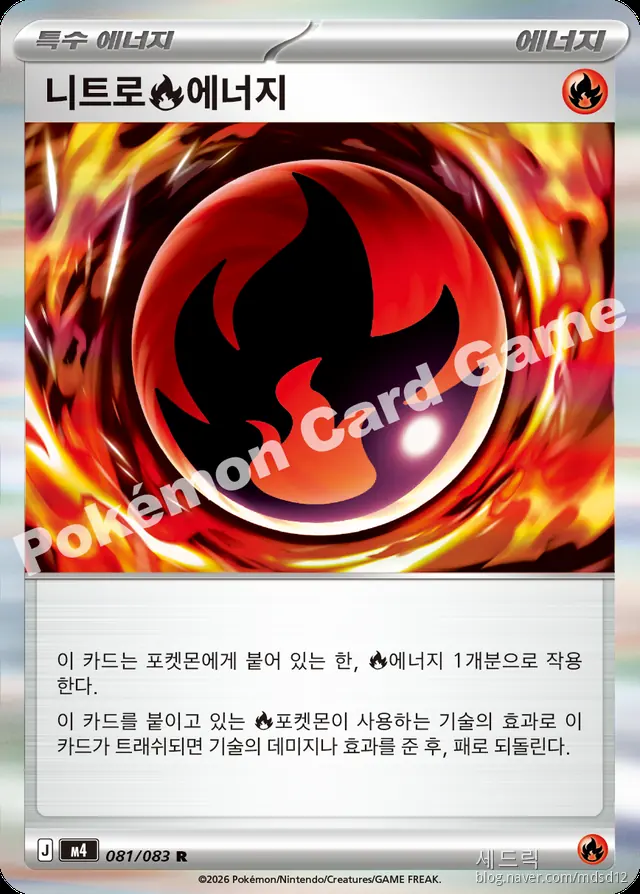 특수 에너지
에너지
니트로에너지
Pokémon Card Game
이 카드는 포켓몬에게 붙어 있는 한, 에너지 1개분으로 작용
한다.
이 카드를 붙이고 있는 포켓몬이 사용하는 기술의 효과로 이
카드가 트래쉬되면 기술의 데미지나 효과를 준 후, 패로 되돌린다.
J m4 081/083 R
세드릭
blog.naver.com/mdsd12
©2026 Pokémon/Nintendo/Creatures/GAME FREAK.